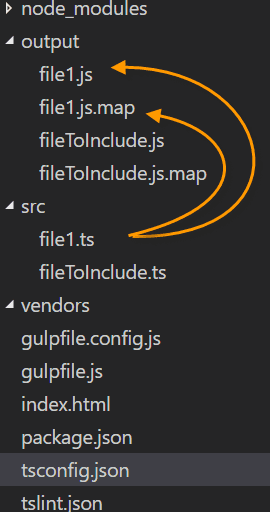 node_modules
output
file1.js
file1.js.map
fileToInclude.js
fileToInclude.js.map
src
file1.ts
fileToInclude.ts
vendors
gulpfile.config.js
gulpfile.js
index.html
package.json
tsconfig.json
tslint.json